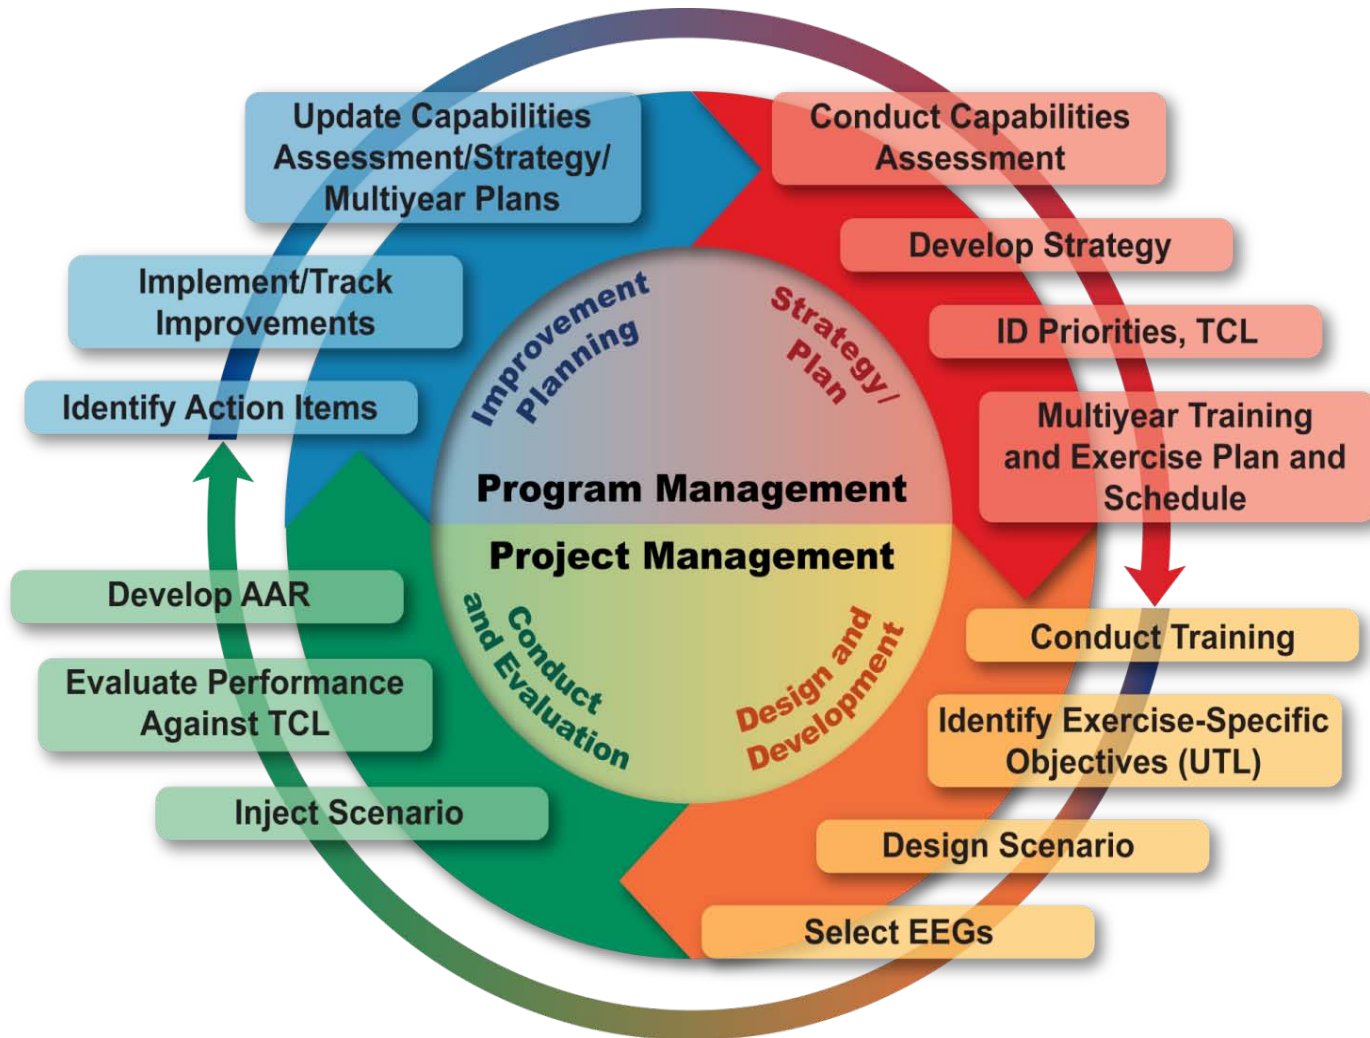 Update Capabilities
Assessment/Strategy/
Multiyear Plans
Conduct Capabilities
Assessment
Develop Strategy
Implement/Track
Improvements
ID Priorities, TCL
Identify Action Items
Multiyear Training
and Exercise Plan and
Schedule
Improvement
Planning
Strategy/
Plan
Program Management
Project Management
Conduct
and Evaluation
Design and
Development
Develop AAR
Conduct Training
Evaluate Performance
Against TCL
Identify Exercise-Specific
Objectives (UTL)
Inject Scenario
Design Scenario
Select EEGs